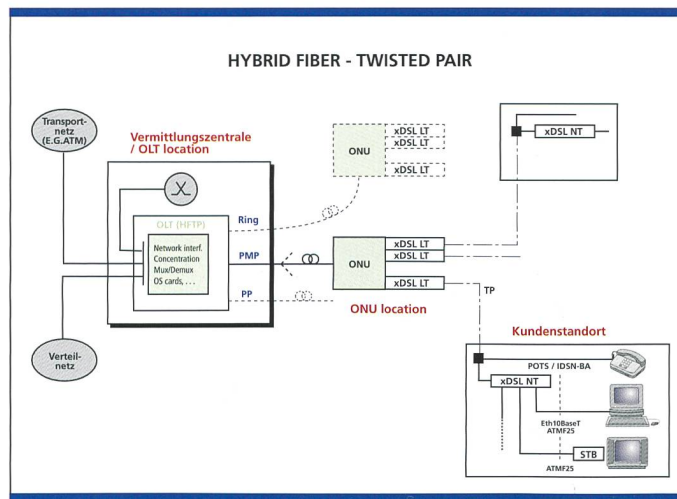 HYBRID FIBER - TWISTED PAIR
Transport-
netz
(E.G.ATM)
Vermittlungszentrale
/ OLT location
OLT (HFTP)
Network interf.
Concentration
Mux/Demux
OS cards, . . .
Verteil-
netz
Ring
PMP
PP
ONU
xDSL LT
xDSL LT
xDSL LT
ONU
xDSL LT
xDSL LT
xDSL LT
ONU location
xDSL NT
TP
Kundenstandort
POTS / IDSN-BA
xDSL NT
Eth10BaseT
ATMF25
STB
ATMF25